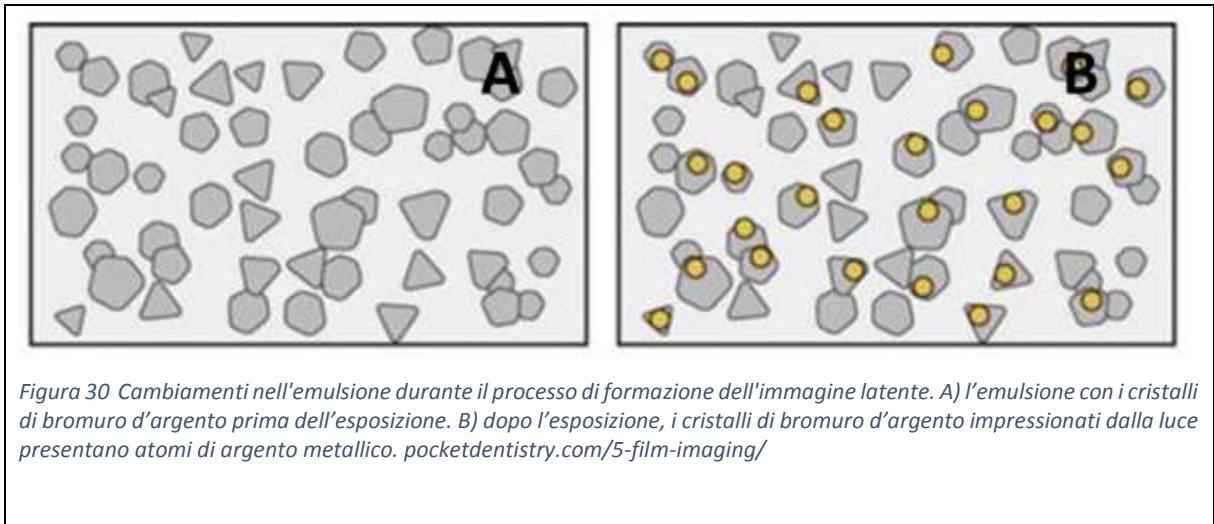 A
B
Figura 30 Cambiamenti nell'emulsione durante il processo di formazione dell'immagine latente. A) l’emulsione con i cristalli
di bromuro d’argento prima dell’esposizione. B) dopo l’esposizione, i cristalli di bromuro d’argento impressionati dalla luce
presentano atomi di argento metallico. pocketdentistry.com/5-film-imaging/